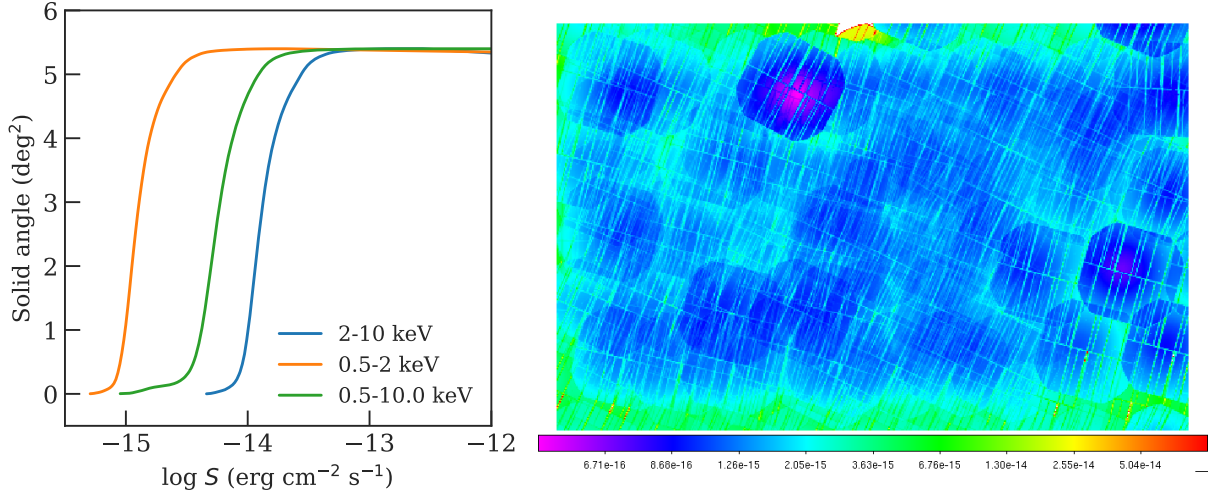 6
5
4
3
2
1
0
Solid angle (deg²)
2-10 keV
0.5-2 keV
0.5-10.0 keV
−15 −14 −13 −12
log S (erg cm⁻² s⁻¹)
6.71e-16 8.68e-16 1.26e-15 2.05e-15 3.63e-15 6.76e-15 1.30e-14 2.55e-14 5.04e-14